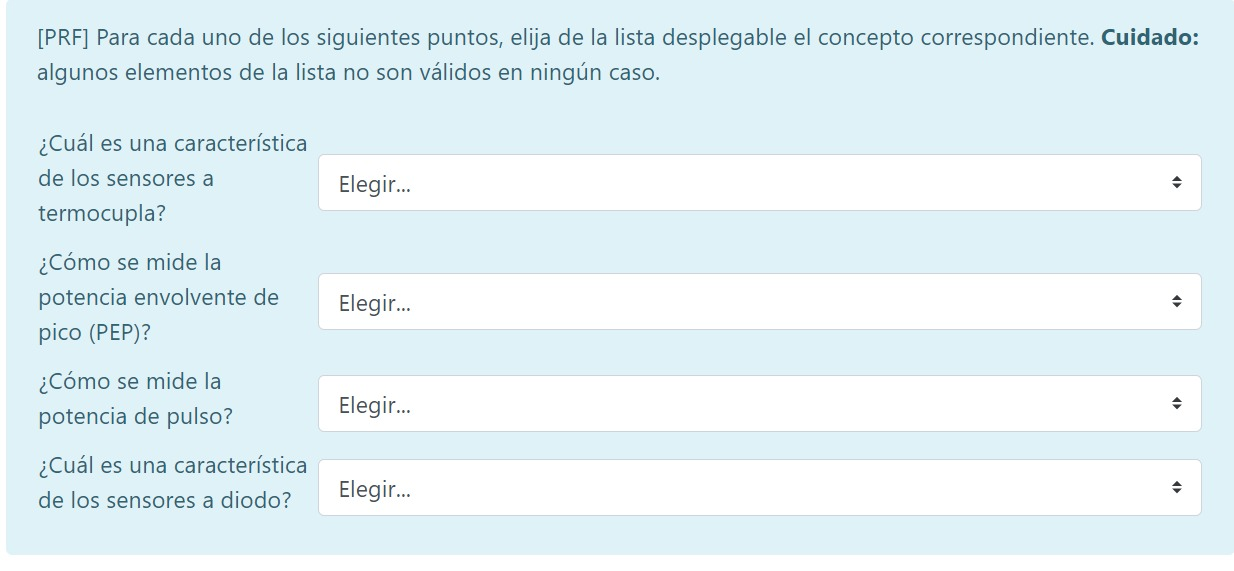 [PRF] Para cada uno de los siguientes puntos, elija de la lista desplegable el concepto correspondiente. Cuidado:
algunos elementos de la lista no son válidos en ningún caso.
¿Cuál es una característica
de los sensores a
termocupla?
Elegir...
¿Cómo se mide la
potencia envolvente de
pico (PEP)?
Elegir...
¿Cómo se mide la
potencia de pulso?
Elegir...
¿Cuál es una característica
de los sensores a diodo?
Elegir...